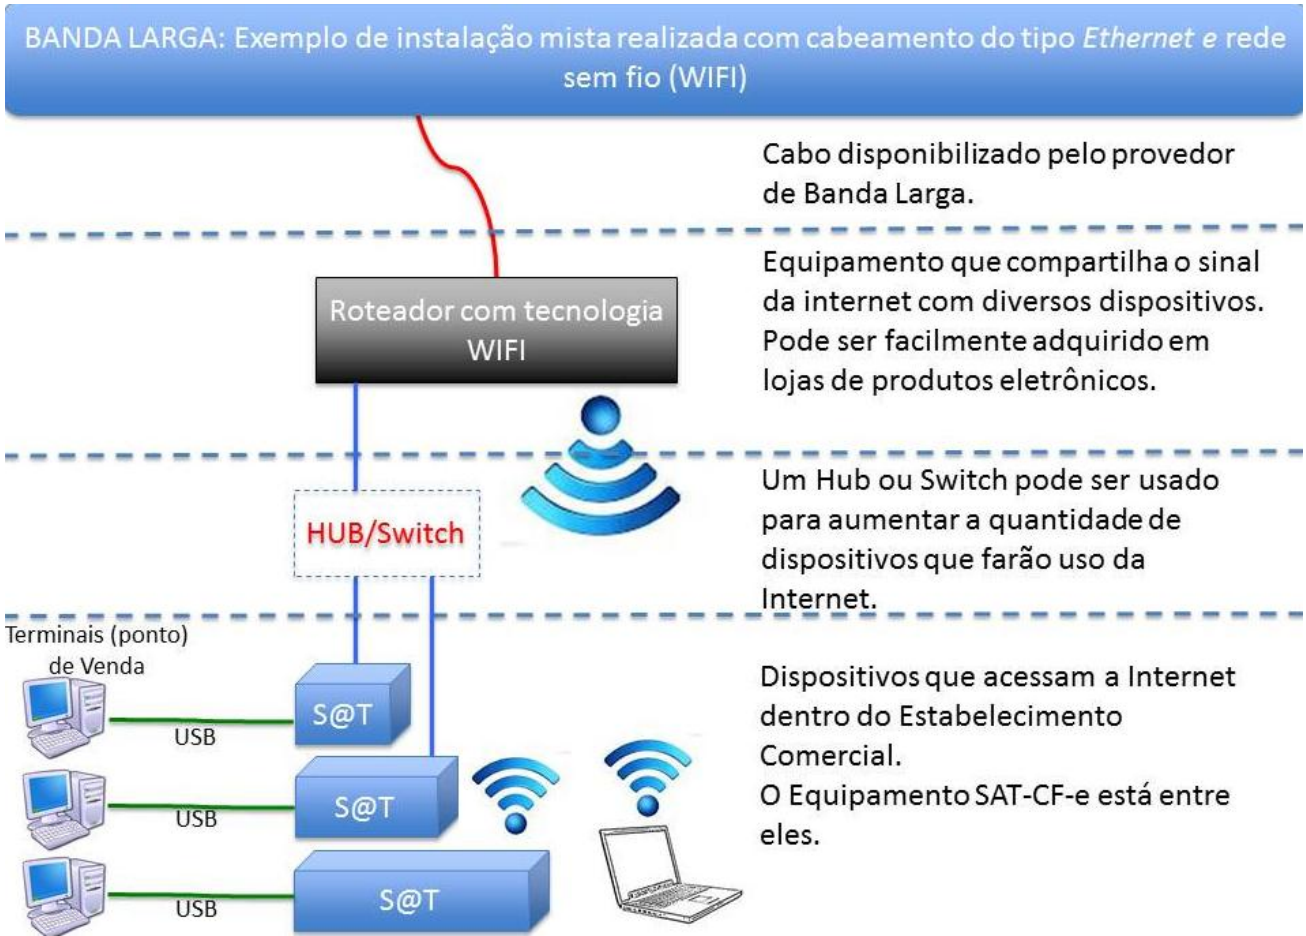 BANDA LARGA: Exemplo de instalação mista realizada com cabeamento do tipo Ethernet e rede
sem fio (WIFI)
Cabo disponibilizado pelo provedor
de Banda Larga.
Roteador com tecnologia
WIFI
Equipamento que compartilha o sinal
da internet com diversos dispositivos.
Pode ser facilmente adquirido em
lojas de produtos eletrônicos.
HUB/Switch
Um Hub ou Switch pode ser usado
para aumentar a quantidade de
dispositivos que farão uso da
Internet.
Terminais (ponto)
de Venda
USB
S@T
USB
S@T
USB
S@T
Dispositivos que acessam a Internet
dentro do Estabelecimento
Comercial.
O Equipamento SAT-CF-e está entre
eles.